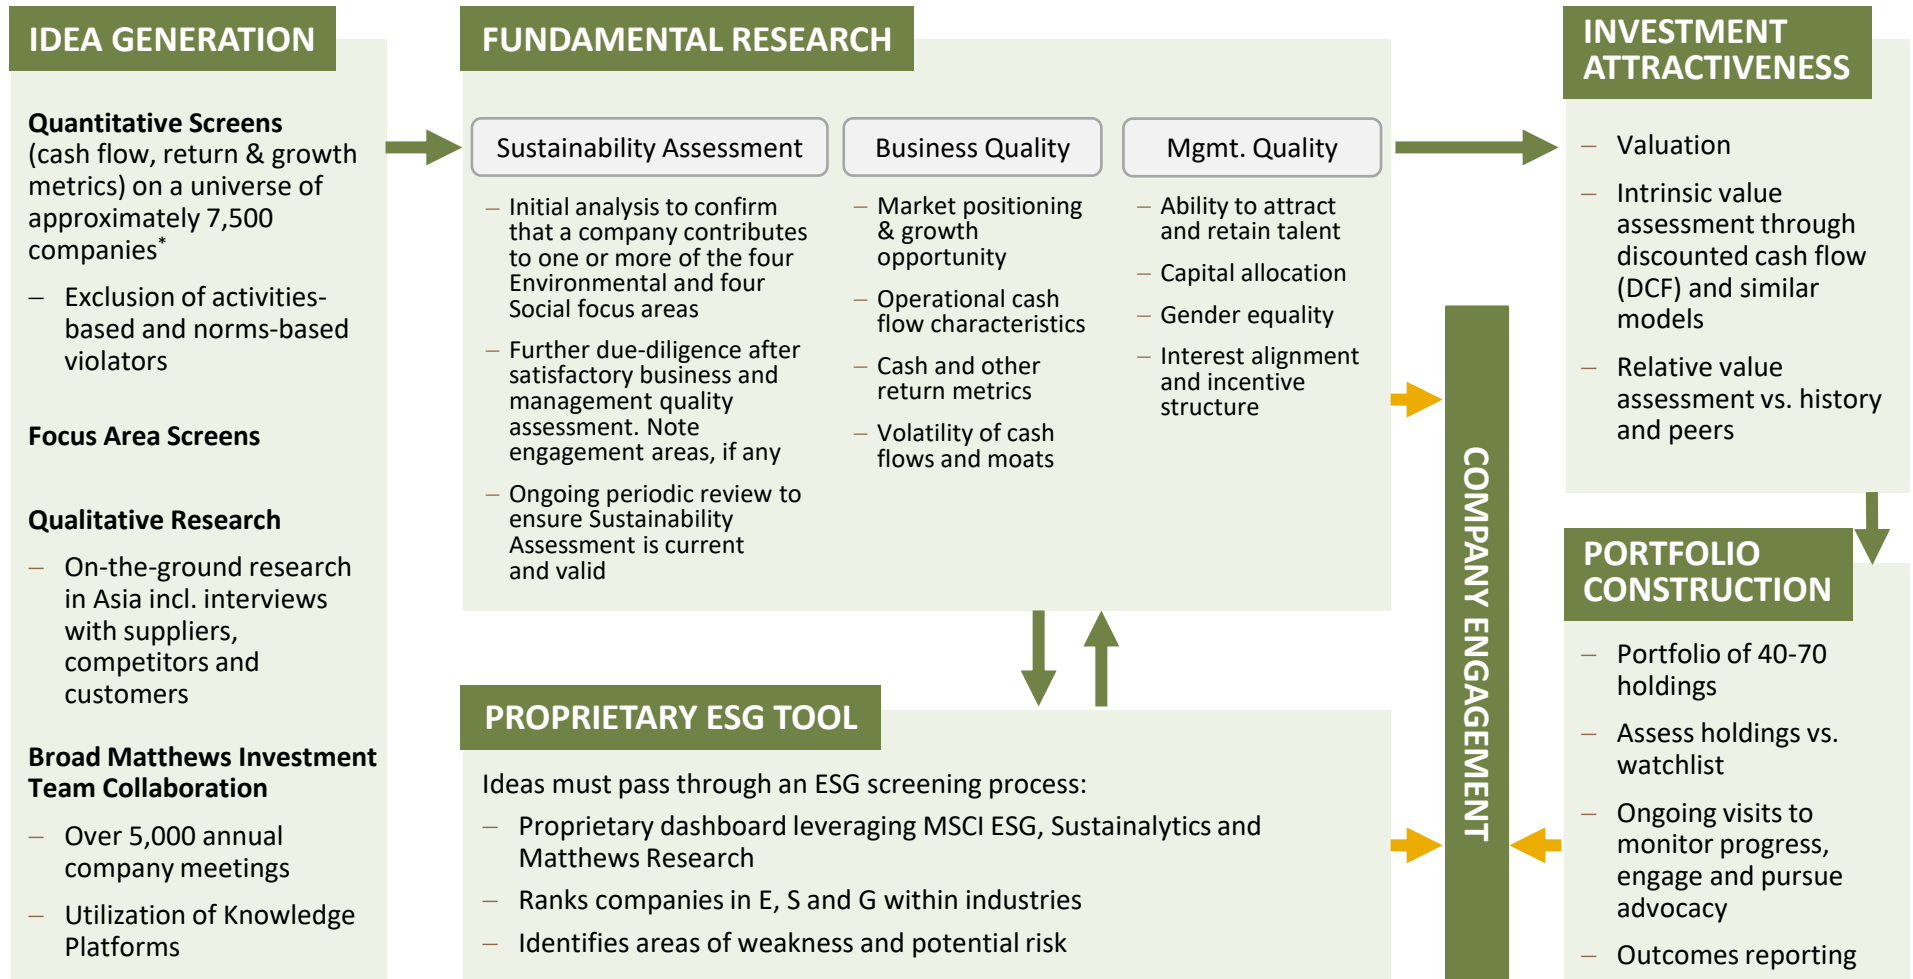 IDEA GENERATION
Quantitative Screens
(cash flow, return & growth
metrics) on a universe of
approximately 7,500
companies*
– Exclusion of activities-
based and norms-based
violators
Focus Area Screens
Qualitative Research
– On-the-ground research
in Asia incl. interviews
with suppliers,
competitors and
customers
Broad Matthews Investment
Team Collaboration
– Over 5,000 annual
company meetings
– Utilization of Knowledge
Platforms
FUNDAMENTAL RESEARCH
Sustainability Assessment
– Initial analysis to confirm
that a company contributes
to one or more of the four
Environmental and four
Social focus areas
– Further due-diligence after
satisfactory business and
management quality
assessment. Note
engagement areas, if any
– Ongoing periodic review to
ensure Sustainability
Assessment is current
and valid
Business Quality
– Market positioning
& growth
opportunity
– Operational cash
flow characteristics
– Cash and other
return metrics
– Volatility of cash
flows and moats
Mgmt. Quality
– Ability to attract
and retain talent
– Capital allocation
– Gender equality
– Interest alignment
and incentive
structure
PROPRIETARY ESG TOOL
Ideas must pass through an ESG screening process:
– Proprietary dashboard leveraging MSCI ESG, Sustainalytics and
Matthews Research
– Ranks companies in E, S and G within industries
– Identifies areas of weakness and potential risk
COMPANY ENGAGEMENT
INVESTMENT
ATTRACTIVENESS
– Valuation
– Intrinsic value
assessment through
discounted cash flow
(DCF) and similar
models
– Relative value
assessment vs. history
and peers
PORTFOLIO
CONSTRUCTION
– Portfolio of 40-70
holdings
– Assess holdings vs.
watchlist
– Ongoing visits to
monitor progress,
engage and pursue
advocacy
– Outcomes reporting